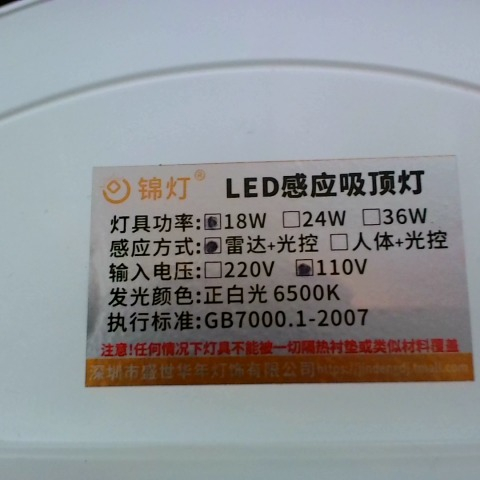 锦灯® LED感应吸顶灯
灯具功率:☑18W □24W □36W
感应方式:☑雷达+光控 □人体+光控
输入电压:□220V ☑110V
发光颜色:正白光 6500K
执行标准:GB7000.1-2007
注意!任何情况下灯具不能被一切隔热衬垫或类似材料覆盖
深圳市盛世华年灯饰有限公司